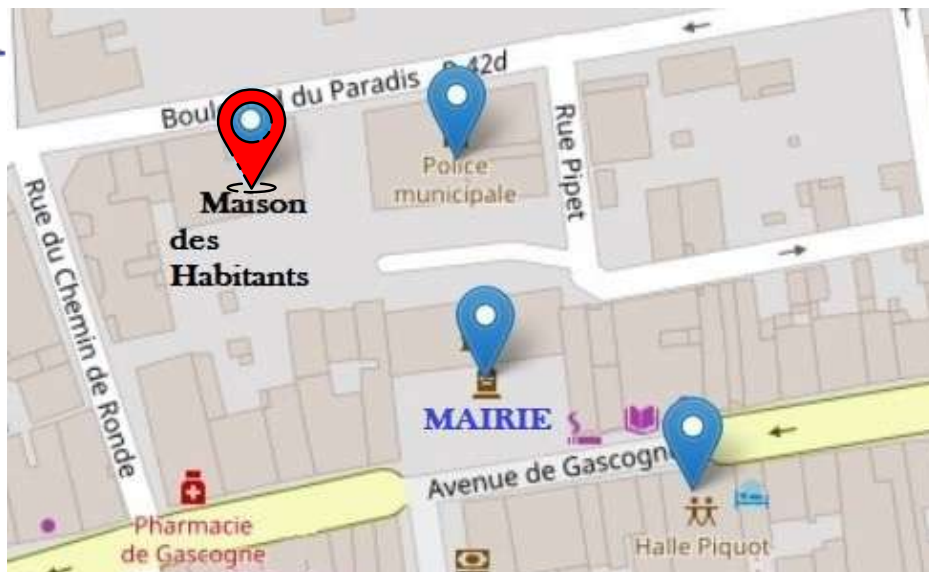 Boulevard du Paradis
42d
Police
municipale
Rue Pipet
Maison
des
Habitants
Rue du Chemin de Ronde
MAIRIE
Avenue de Gascogne
Pharmacie
de Gascogne
Halle Piquot